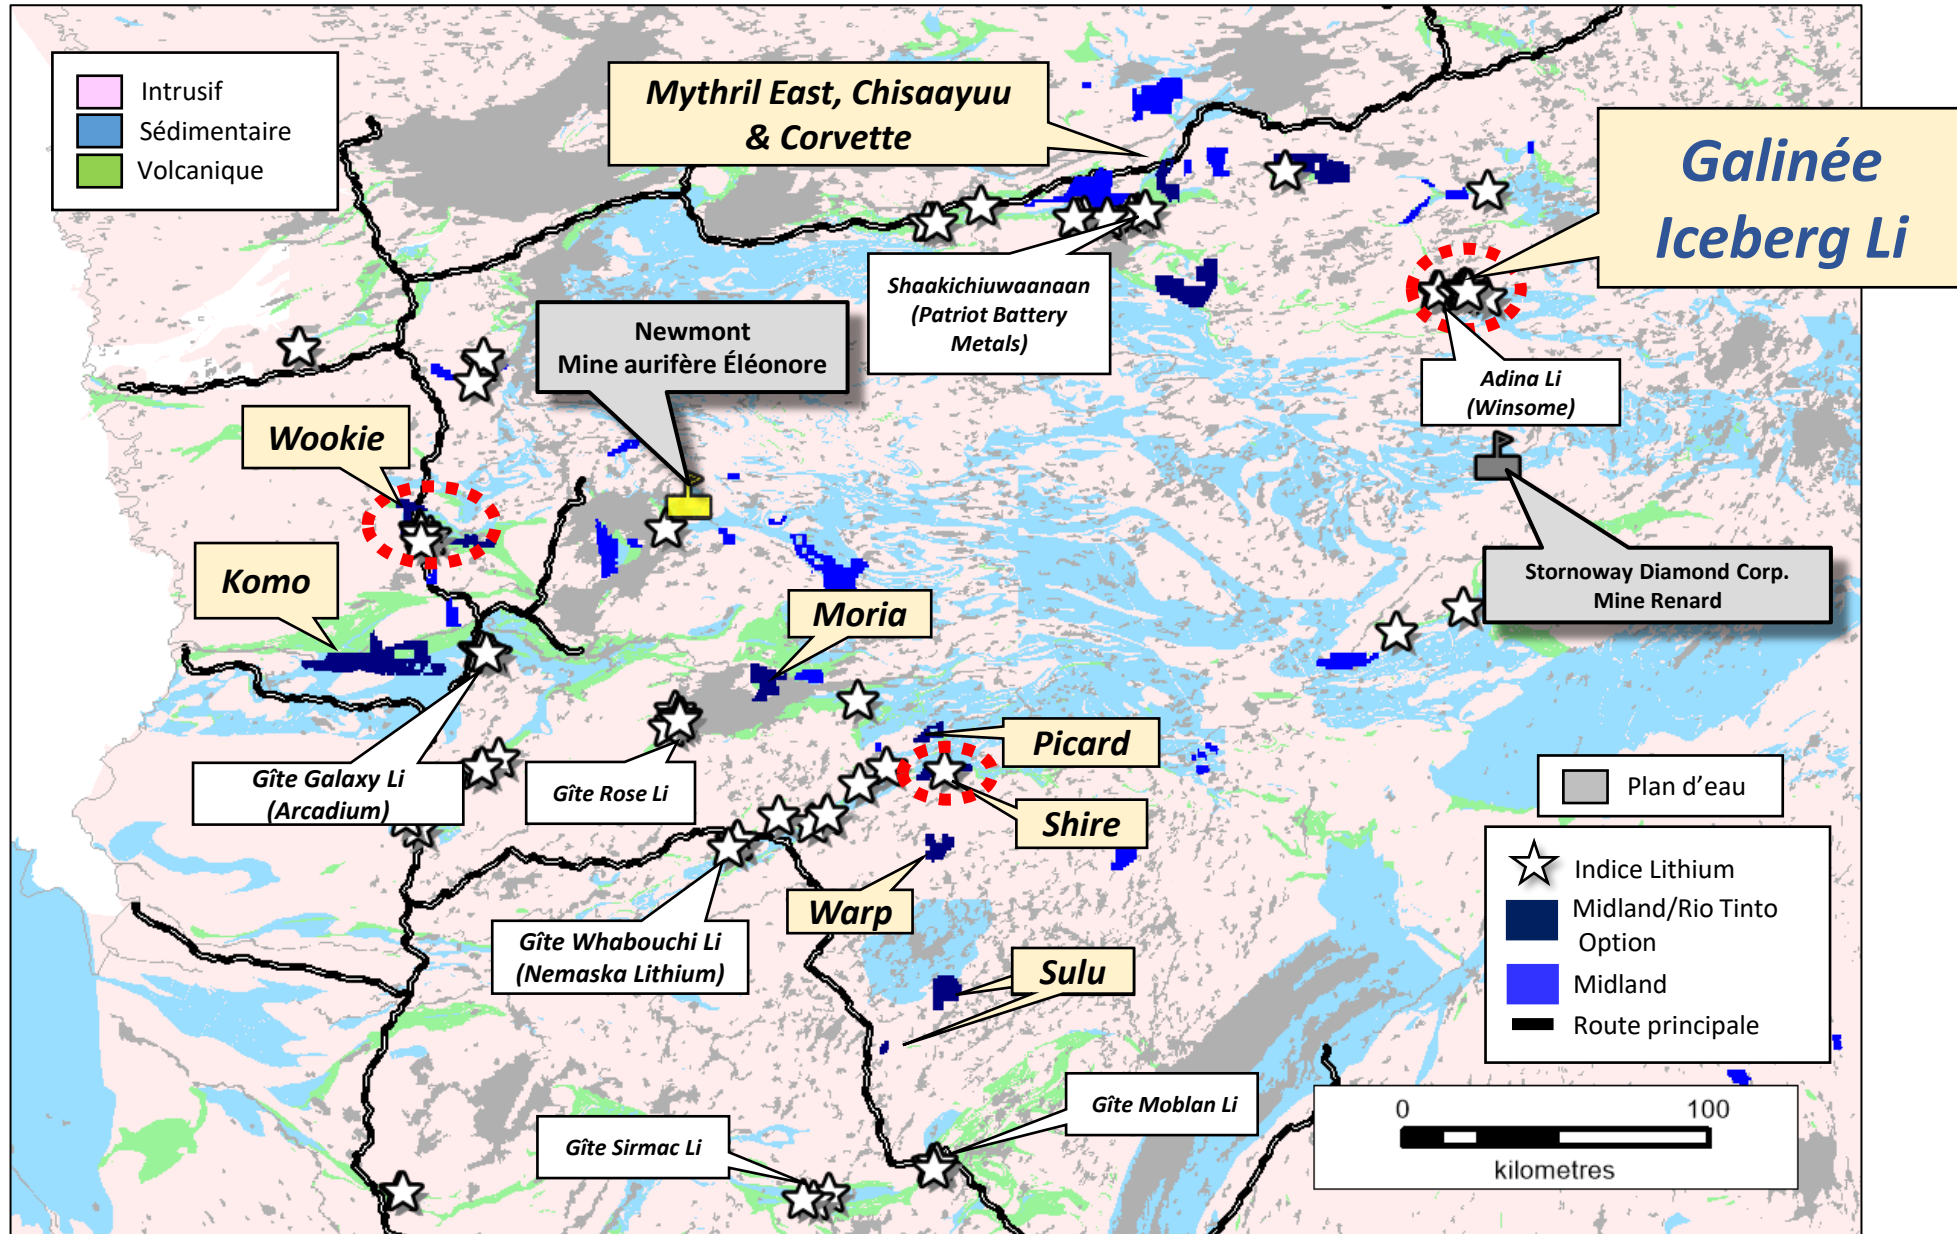 Intrusif
Sédimentaire
Volcanique
Mythril East, Chisaayuu
& Corvette
Galinée
Iceberg Li
Shaakichiuwaanaan
(Patriot Battery
Metals)
Newmont
Mine aurifère Éléonore
Adina Li
(Winsome)
Wookie
Stornoway Diamond Corp.
Mine Renard
Komo
Moria
Picard
Gîte Galaxy Li
(Arcadium)
Gîte Rose Li
Shire
Plan d'eau
Warp
Gîte Whabouchi Li
(Nemaska Lithium)
Sulu
Indice Lithium
Midland/Rio Tinto
Option
Midland
Route principale
Gîte Moblan Li
Gîte Sirmac Li
0 100
kilometres